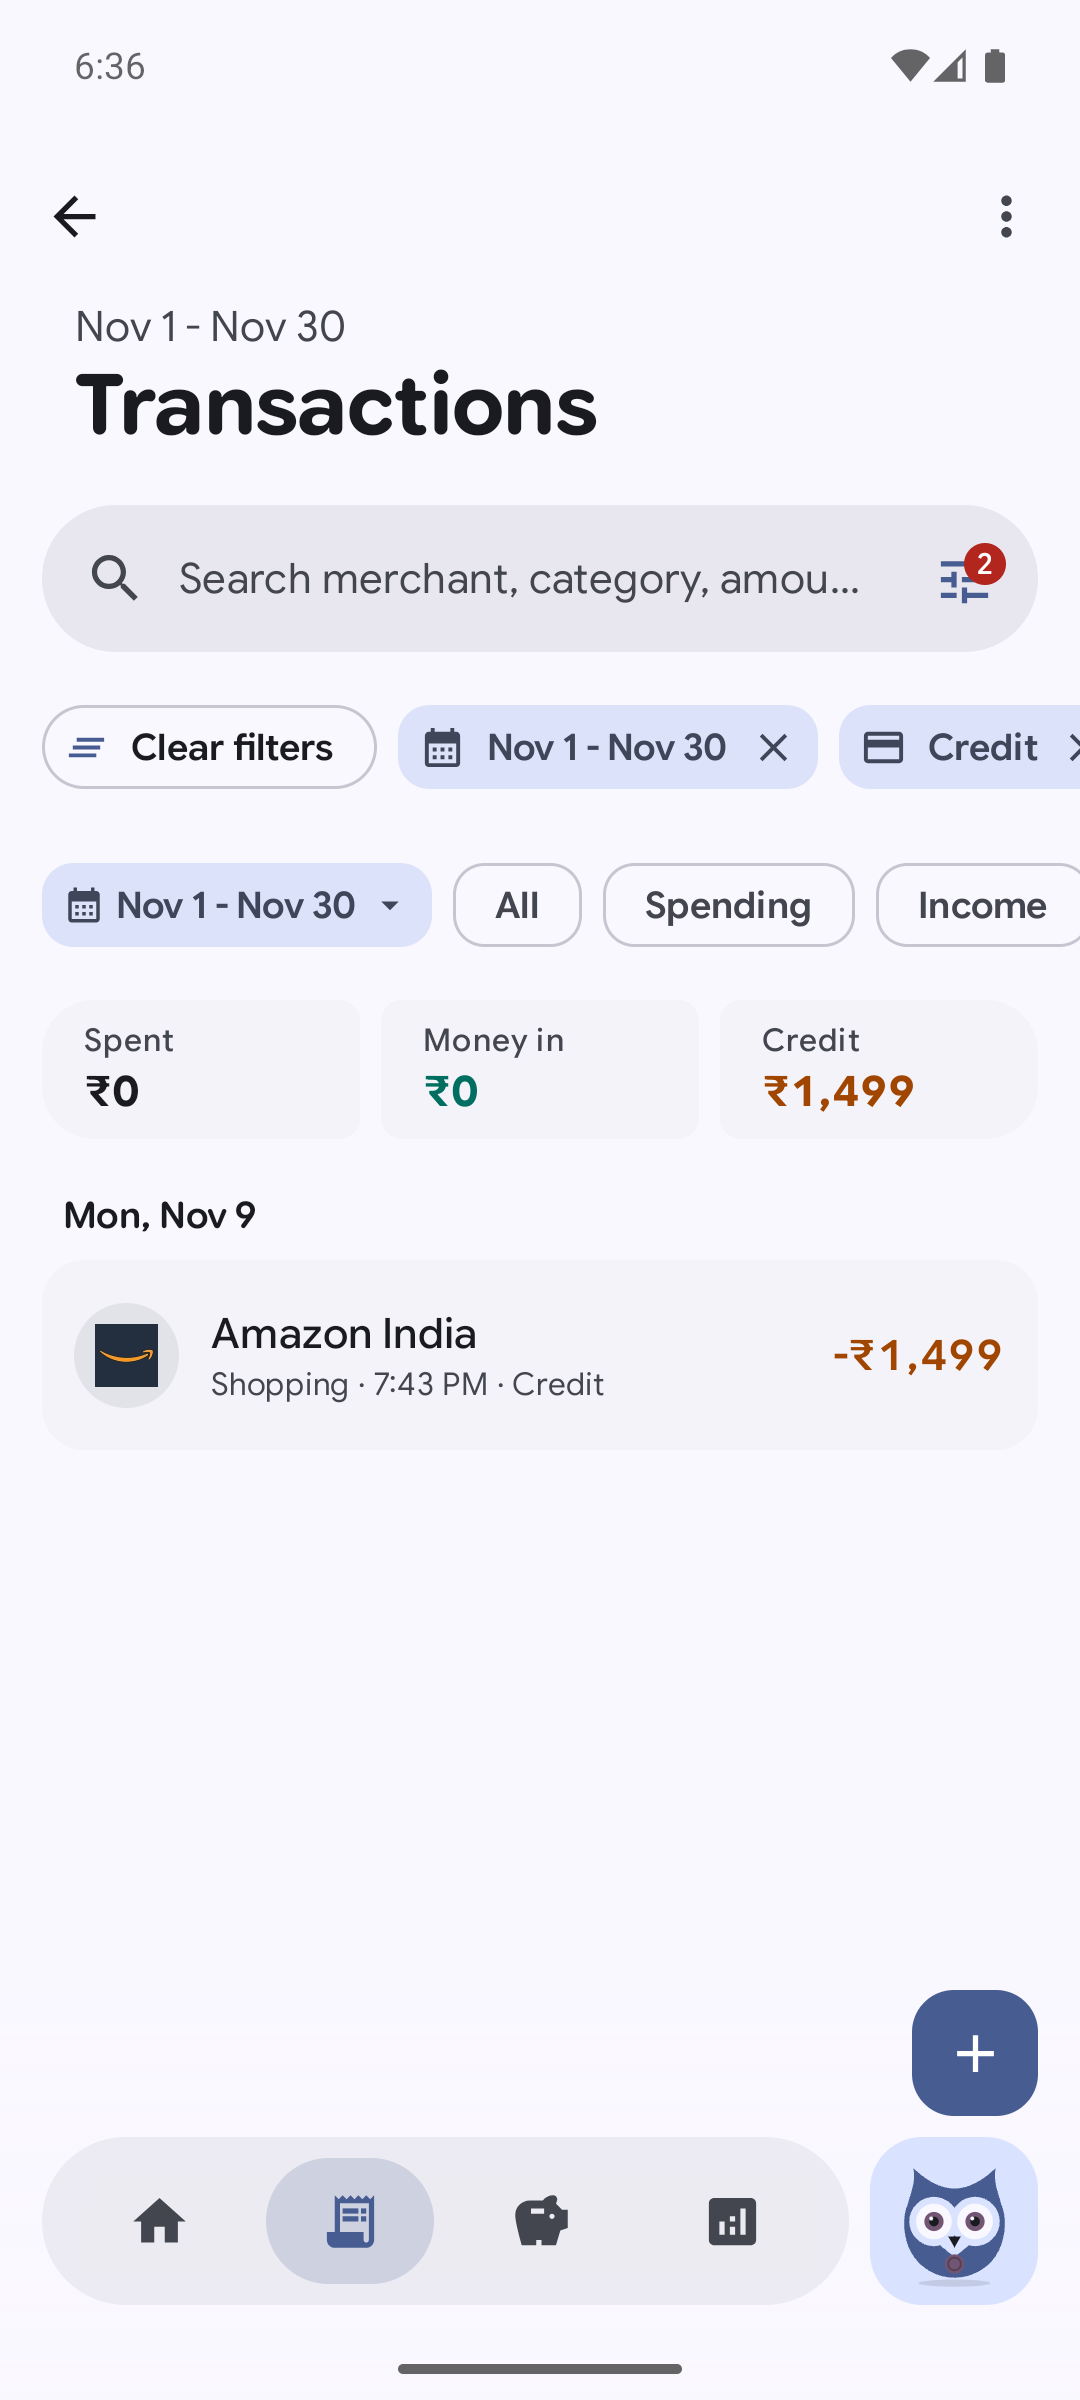 6:36
Nov 1 - Nov 30
Transactions
Search merchant, category, amou...
2
Clear filters
Nov 1 - Nov 30
Credit
Nov 1 - Nov 30
All
Spending
Income
Spent
₹0
Money in
₹0
Credit
₹1,499
Mon, Nov 9
Amazon India
Shopping · 7:43 PM · Credit
-₹1,499